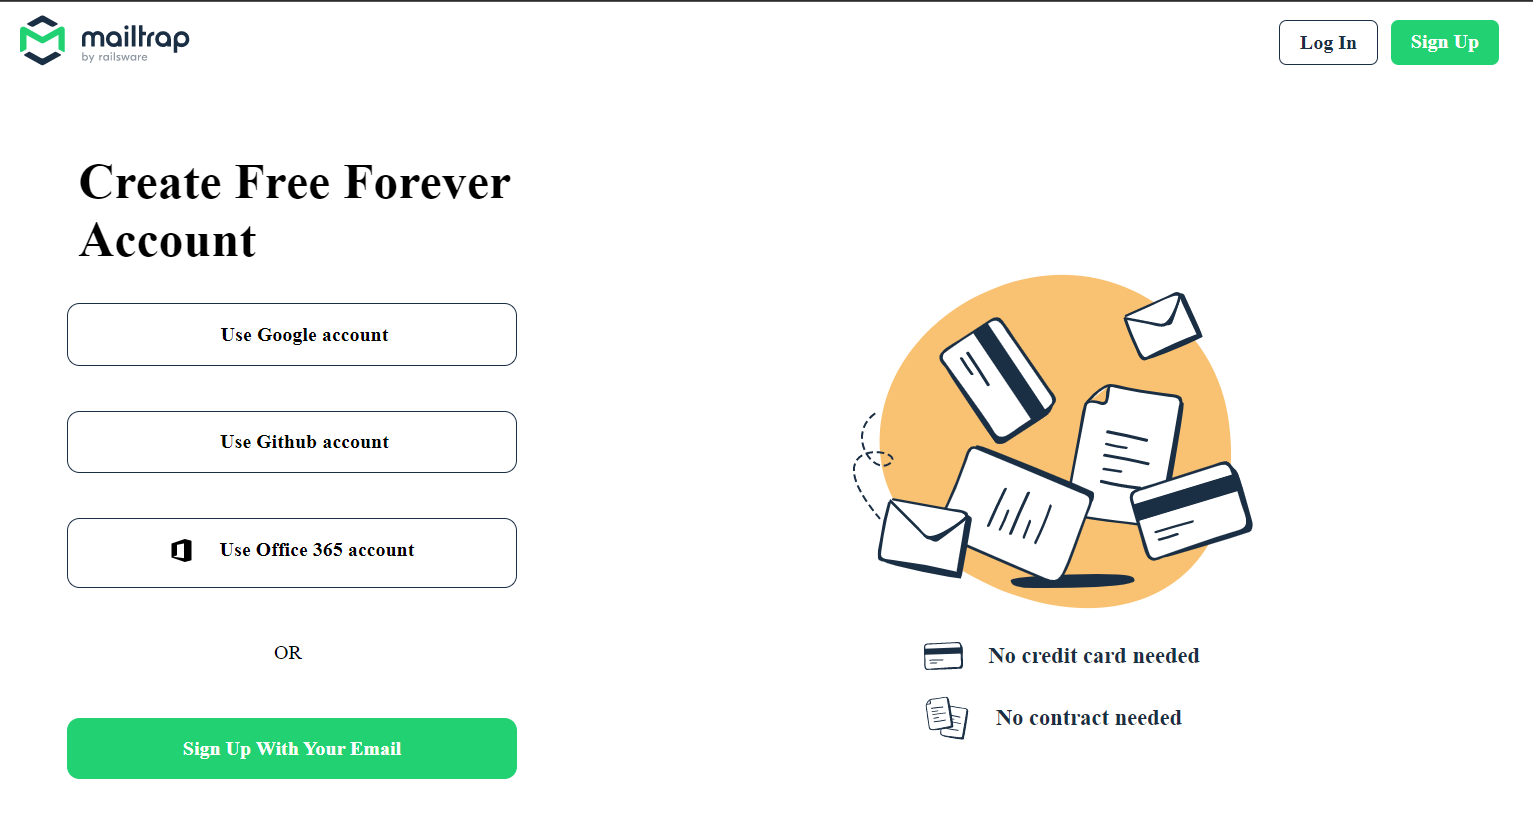 mailtrap
by railsware
Log In
Sign Up
Create Free Forever
Account
Use Google account
Use Github account
Use Office 365 account
OR
Sign Up With Your Email
No credit card needed
No contract needed